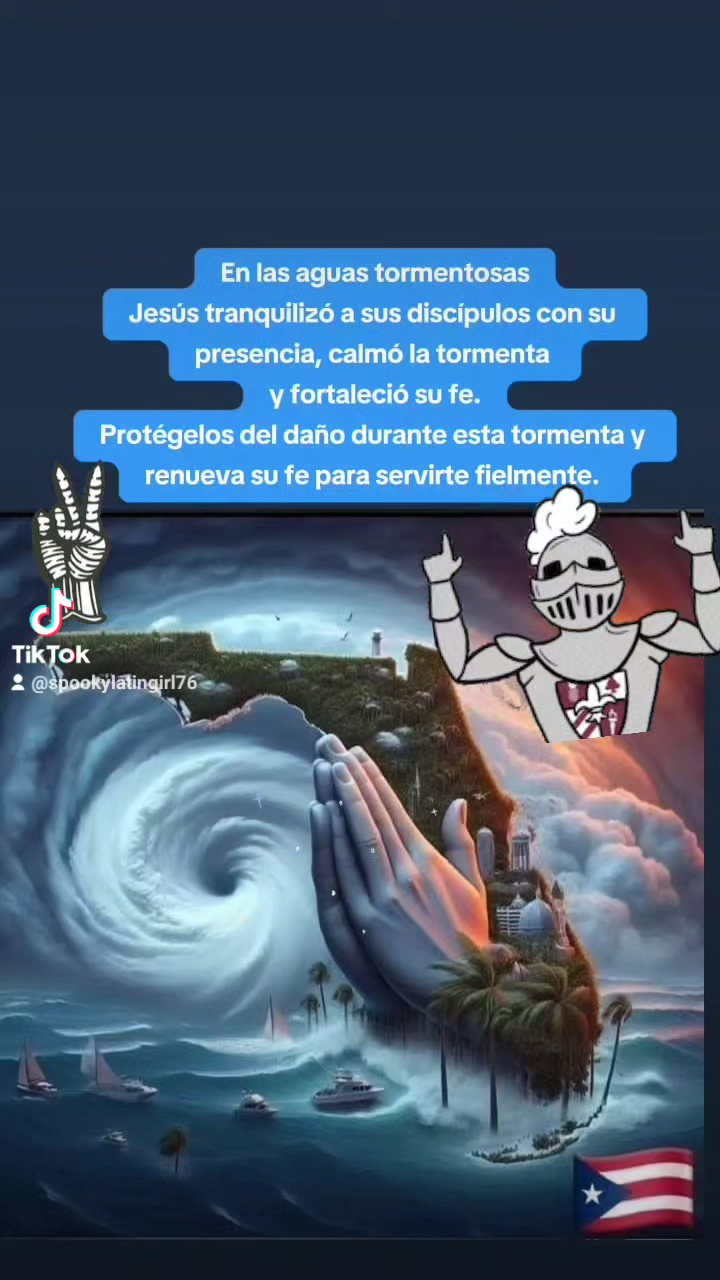 En las aguas tormentosas
Jesús tranquilizó a sus discípulos con su
presencia, calmó la tormenta
y fortaleció su fe.
Protégelos del daño durante esta tormenta y
renueva su fe para servirte fielmente.
TikTok
@spookylatingirl76